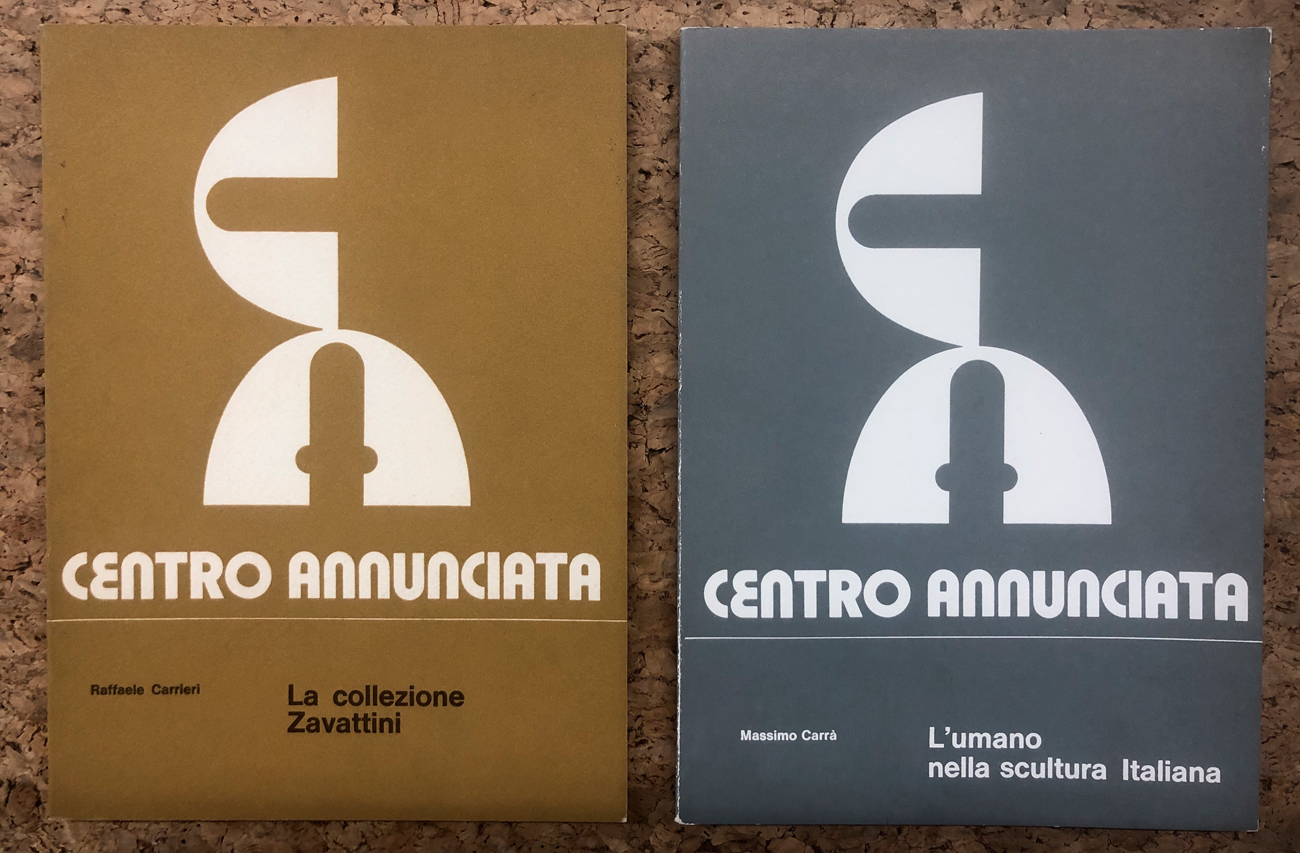 CENTRO ANNUNCIATA
Raffaele Carrieri
La collezione
Zavattini
CENTRO ANNUNCIATA
Massimo Carrà
L'umano
nella scultura Italiana